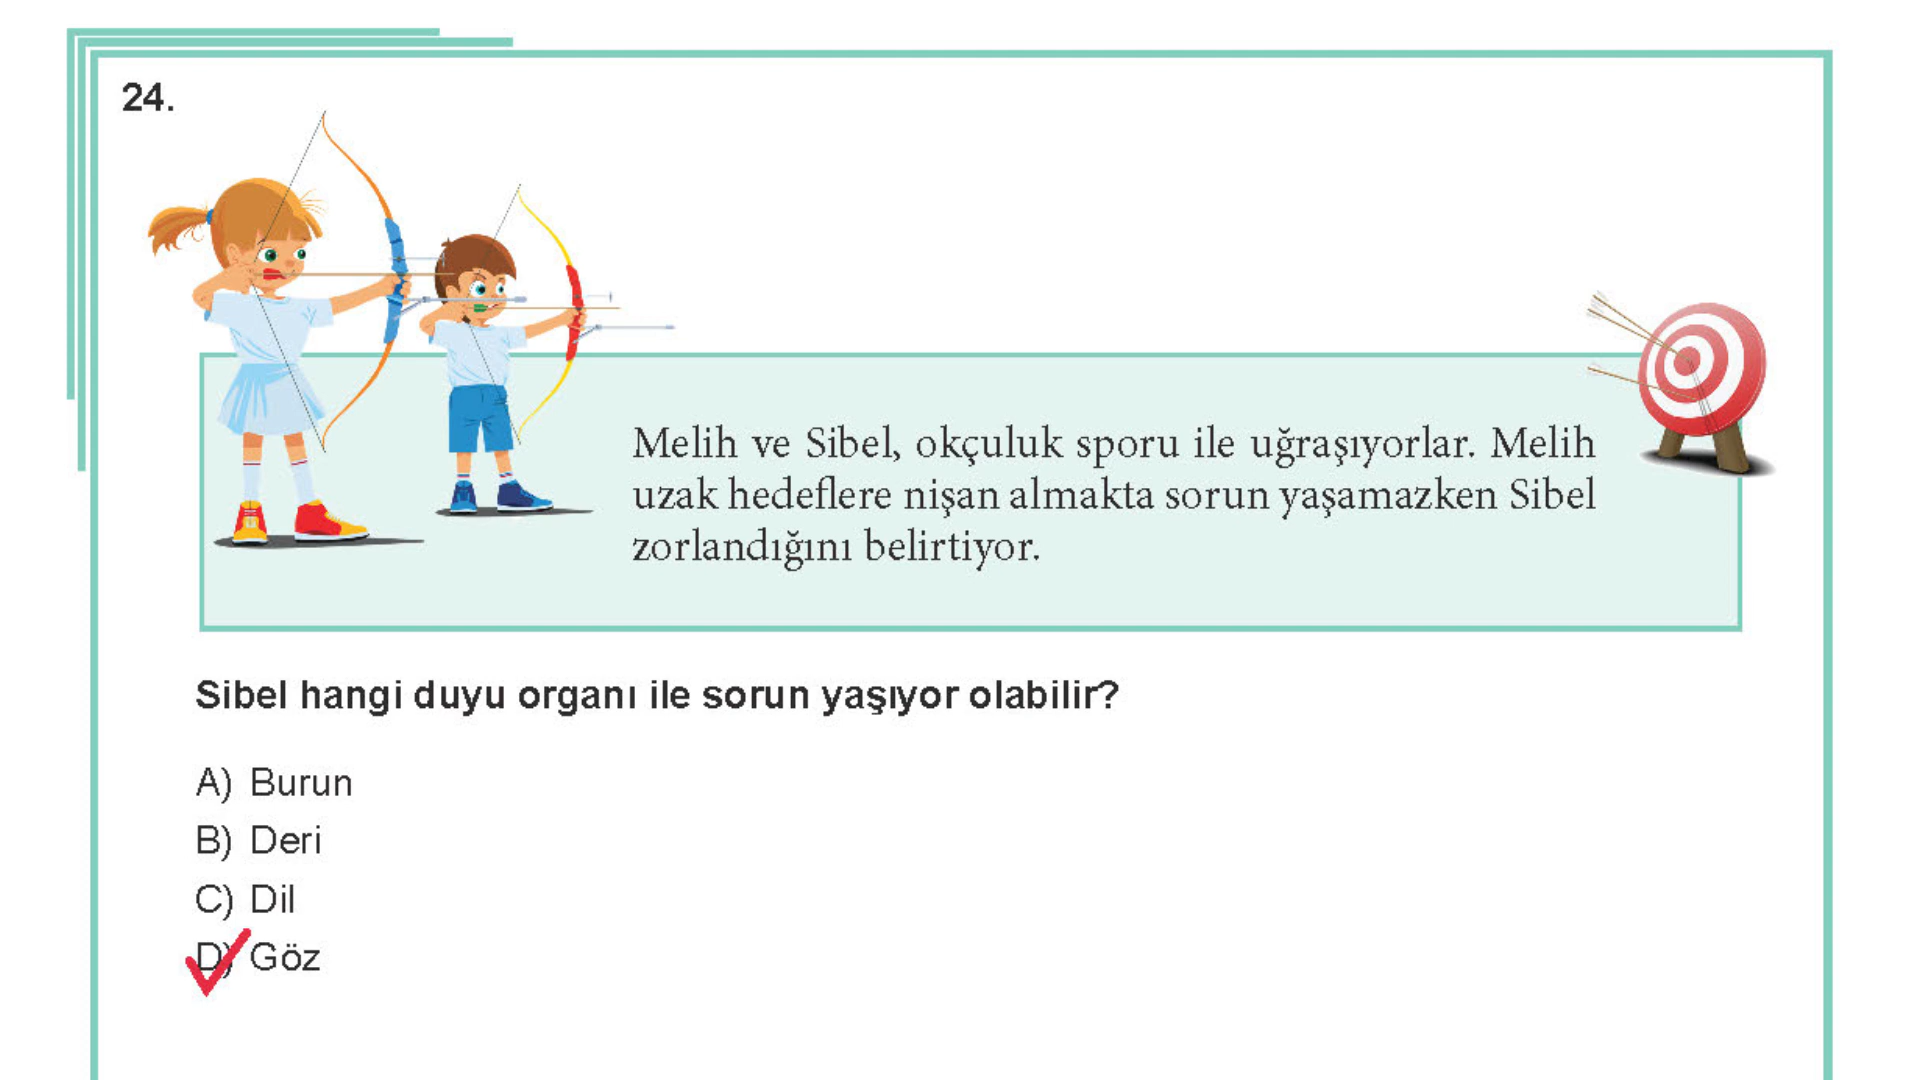 24.
Melih ve Sibel, okçuluk sporu ile uğraşıyorlar. Melih
uzak hedeflere nişan almakta sorun yaşamazken Sibel
zorlandığını belirtiyor.
Sibel hangi duyu organı ile sorun yaşıyor olabilir?
A) Burun
B) Deri
C) Dil
D) Göz